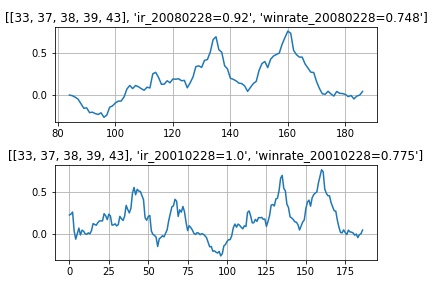 [[33, 37, 38, 39, 43], 'ir_20080228=0.92', 'winrate_20080228=0.748']
0.5
0.0
80 100 120 140 160 180
[[33, 37, 38, 39, 43], 'ir_20010228=1.0', 'winrate_20010228=0.775']
0.5
0.0
0 25 50 75 100 125 150 175